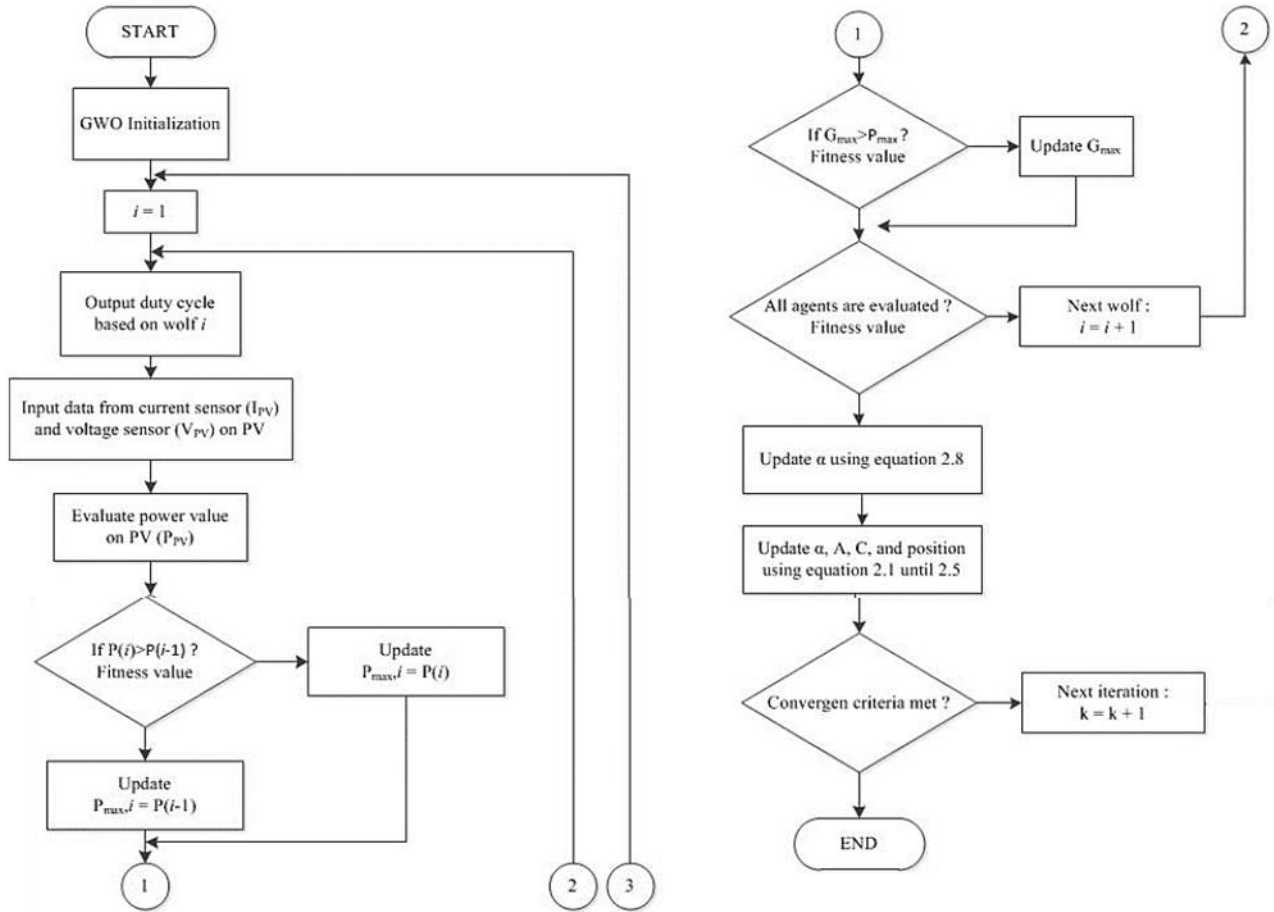 START
GWO Initialization
i = 1
Output duty cycle
based on wolf i
Input data from current sensor (IPV)
and voltage sensor (VPV) on PV
Evaluate power value
on PV (PPV)
If P(i)>P(i-1) ?
Fitness value
Update
Pmax,i = P(i)
Update
Pmax,i = P(i-1)
1
2
3
1
2
If Gmax>Pmax ?
Fitness value
Update Gmax
All agents are evaluated ?
Fitness value
Next wolf :
i = i + 1
Update α using equation 2.8
Update α, A, C, and position
using equation 2.1 until 2.5
Convergen criteria met ?
Next iteration :
k = k + 1
END